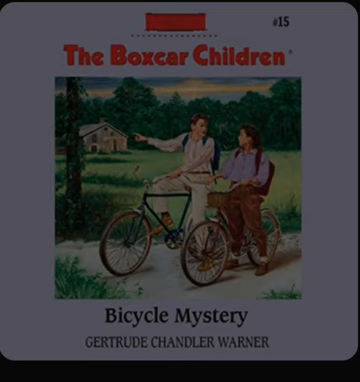 #15
The Boxcar Children®
Bicycle Mystery
GERTRUDE CHANDLER WARNER